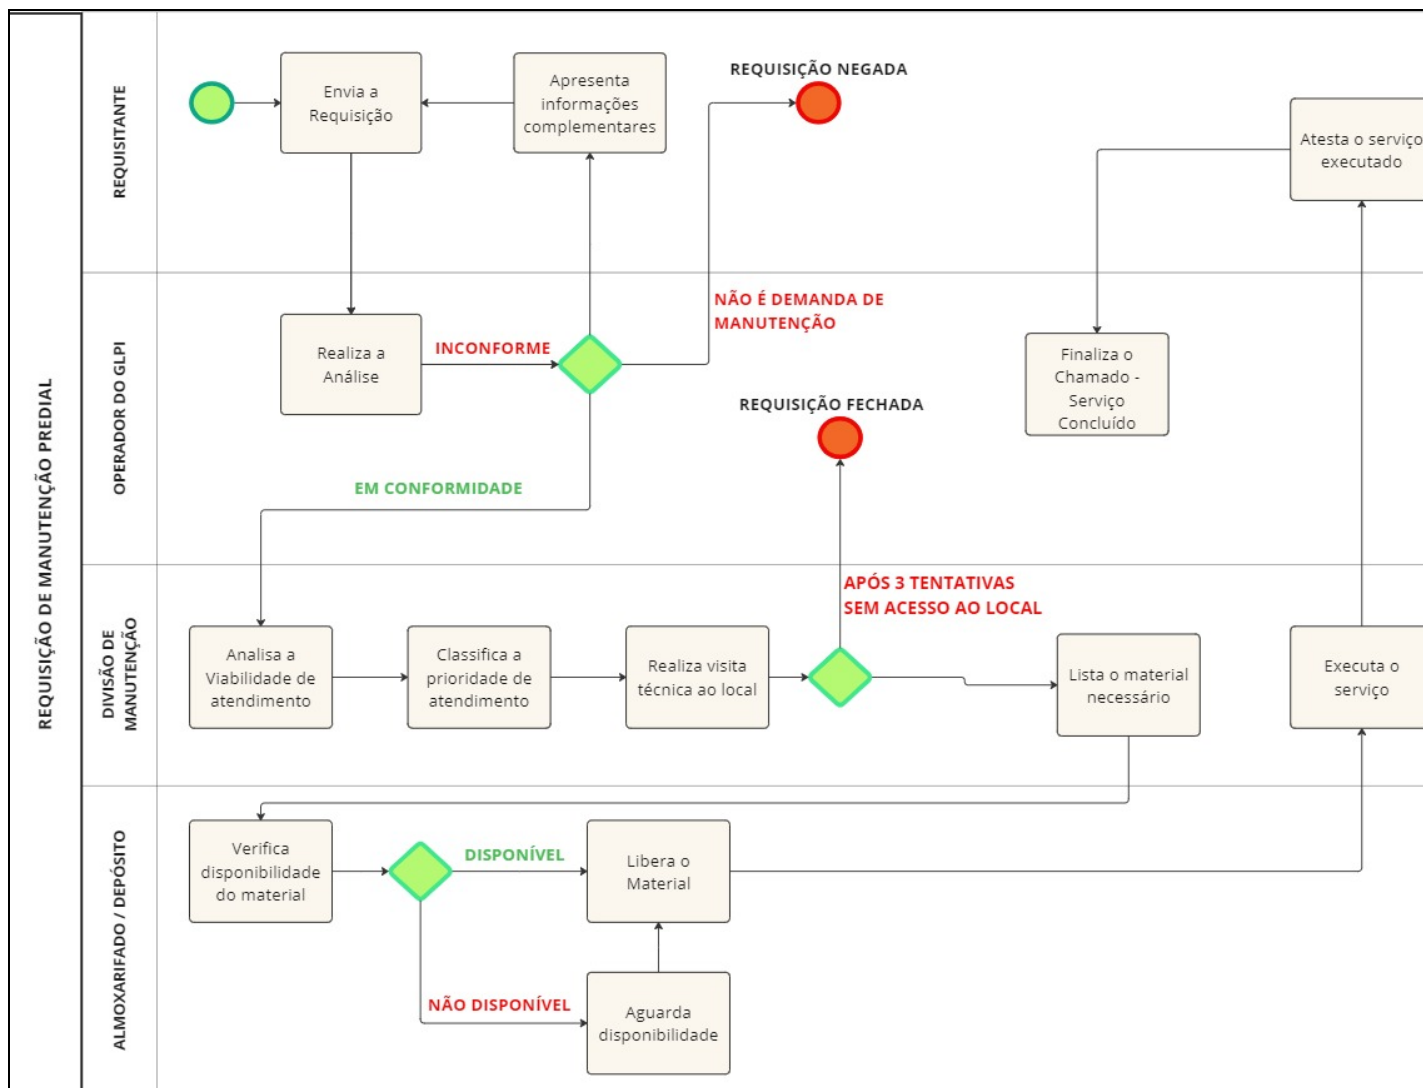 REQUISIÇÃO DE MANUTENÇÃO PREDIAL
REQUISITANTE
Envia a
Requisição
Apresenta
informações
complementares
REQUISIÇÃO NEGADA
Atesta o serviço
executado
OPERADOR DO GLPI
Realiza a
Análise
INCONFORME
NÃO É DEMANDA DE
MANUTENÇÃO
Finaliza o
Chamado -
Serviço
Concluído
REQUISIÇÃO FECHADA
EM CONFORMIDADE
DIVISÃO DE
MANUTENÇÃO
Analisa a
Viabilidade de
atendimento
Classifica a
prioridade de
atendimento
Realiza visita
técnica ao local
APÓS 3 TENTATIVAS
SEM ACESSO AO LOCAL
Lista o material
necessário
Executa o
serviço
ALMOXARIFADO / DEPÓSITO
Verifica
disponibilidade
do material
DISPONÍVEL
Libera o
Material
NÃO DISPONÍVEL
Aguarda
disponibilidade